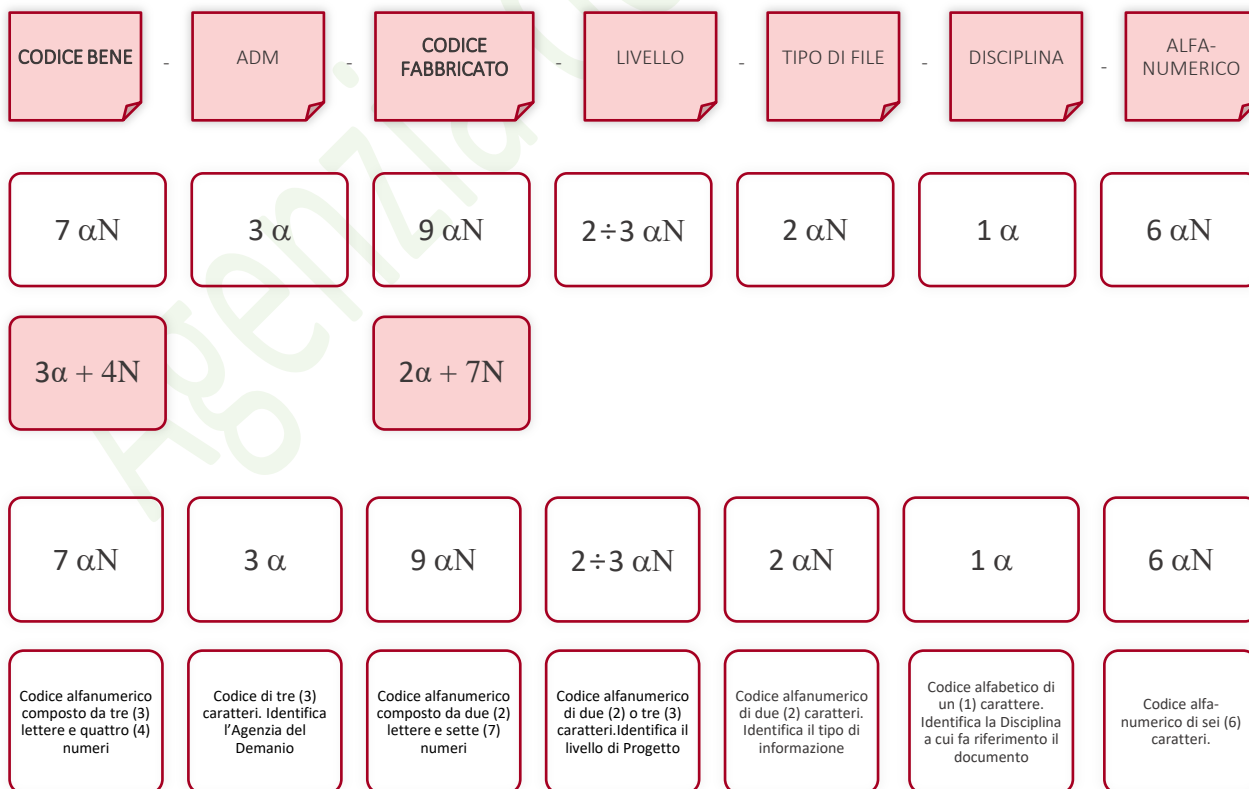 CODICE BENE - ADM - CODICE FABBRICATO - LIVELLO - TIPO DI FILE - DISCIPLINA - ALFA-NUMERICO
7 αN
3 α
9 αN
2÷3 αN
2 αN
1 α
6 αN
3α + 4N
2α + 7N
7 αN
3 α
9 αN
2÷3 αN
2 αN
1 α
6 αN
Codice alfanumerico
composto da tre (3)
lettere e quattro (4)
numeri
Codice di tre (3)
caratteri. Identifica
l’Agenzia del
Demanio
Codice alfanumerico
composto da due (2)
lettere e sette (7)
numeri
Codice alfanumerico
di due (2) o tre (3)
caratteri.Identifica il
livello di Progetto
Codice alfanumerico
di due (2) caratteri.
Identifica il tipo di
informazione
Codice alfabetico di
un (1) carattere.
Identifica la Disciplina
a cui fa riferimento il
documento
Codice alfa-
numerico di sei (6)
caratteri.
Agenzia